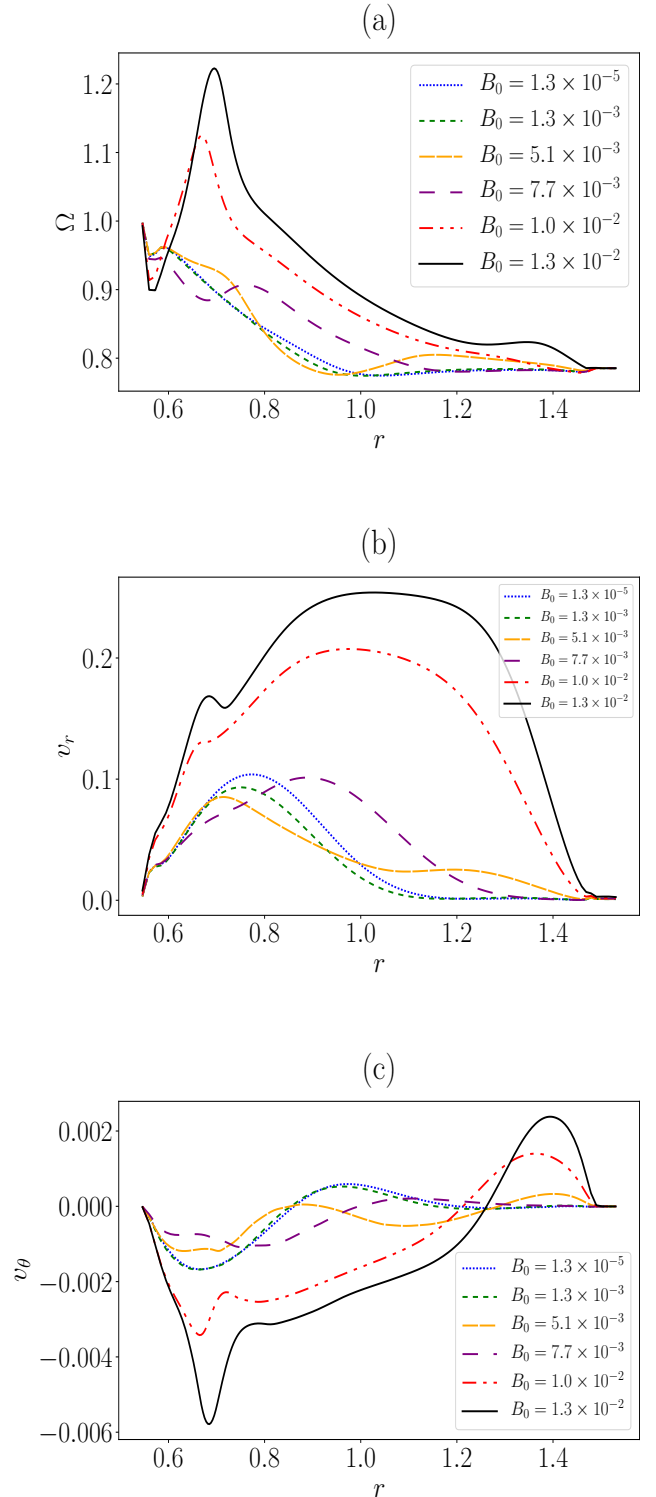 (a)
1.2
1.1
1.0
0.9
0.8
Ω
B₀ = 1.3 × 10⁻⁵
B₀ = 1.3 × 10⁻³
B₀ = 5.1 × 10⁻³
B₀ = 7.7 × 10⁻³
B₀ = 1.0 × 10⁻²
B₀ = 1.3 × 10⁻²
0.6 0.8 1.0 1.2 1.4
r
(b)
0.2
0.1
0.0
v_r
B₀ = 1.3 × 10⁻⁵
B₀ = 1.3 × 10⁻³
B₀ = 5.1 × 10⁻³
B₀ = 7.7 × 10⁻³
B₀ = 1.0 × 10⁻²
B₀ = 1.3 × 10⁻²
0.6 0.8 1.0 1.2 1.4
r
(c)
0.002
0.000
−0.002
−0.004
−0.006
v_θ
B₀ = 1.3 × 10⁻⁵
B₀ = 1.3 × 10⁻³
B₀ = 5.1 × 10⁻³
B₀ = 7.7 × 10⁻³
B₀ = 1.0 × 10⁻²
B₀ = 1.3 × 10⁻²
0.6 0.8 1.0 1.2 1.4
r